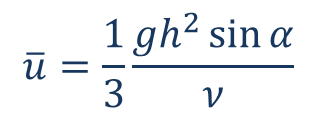 ū = 1/3 gh² sin α / ν